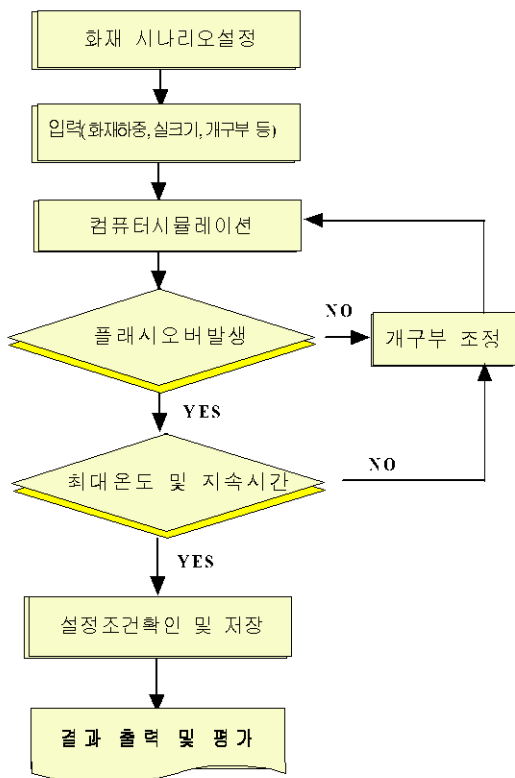 화재 시나리오설정
입력(화재하중,실크기,개구부 등)
컴퓨터시뮬레이션
플래시오버발생
NO
개구부 조정
YES
최대온도 및 지속시간
NO
YES
설정조건확인 및 저장
결과 출력 및 평가